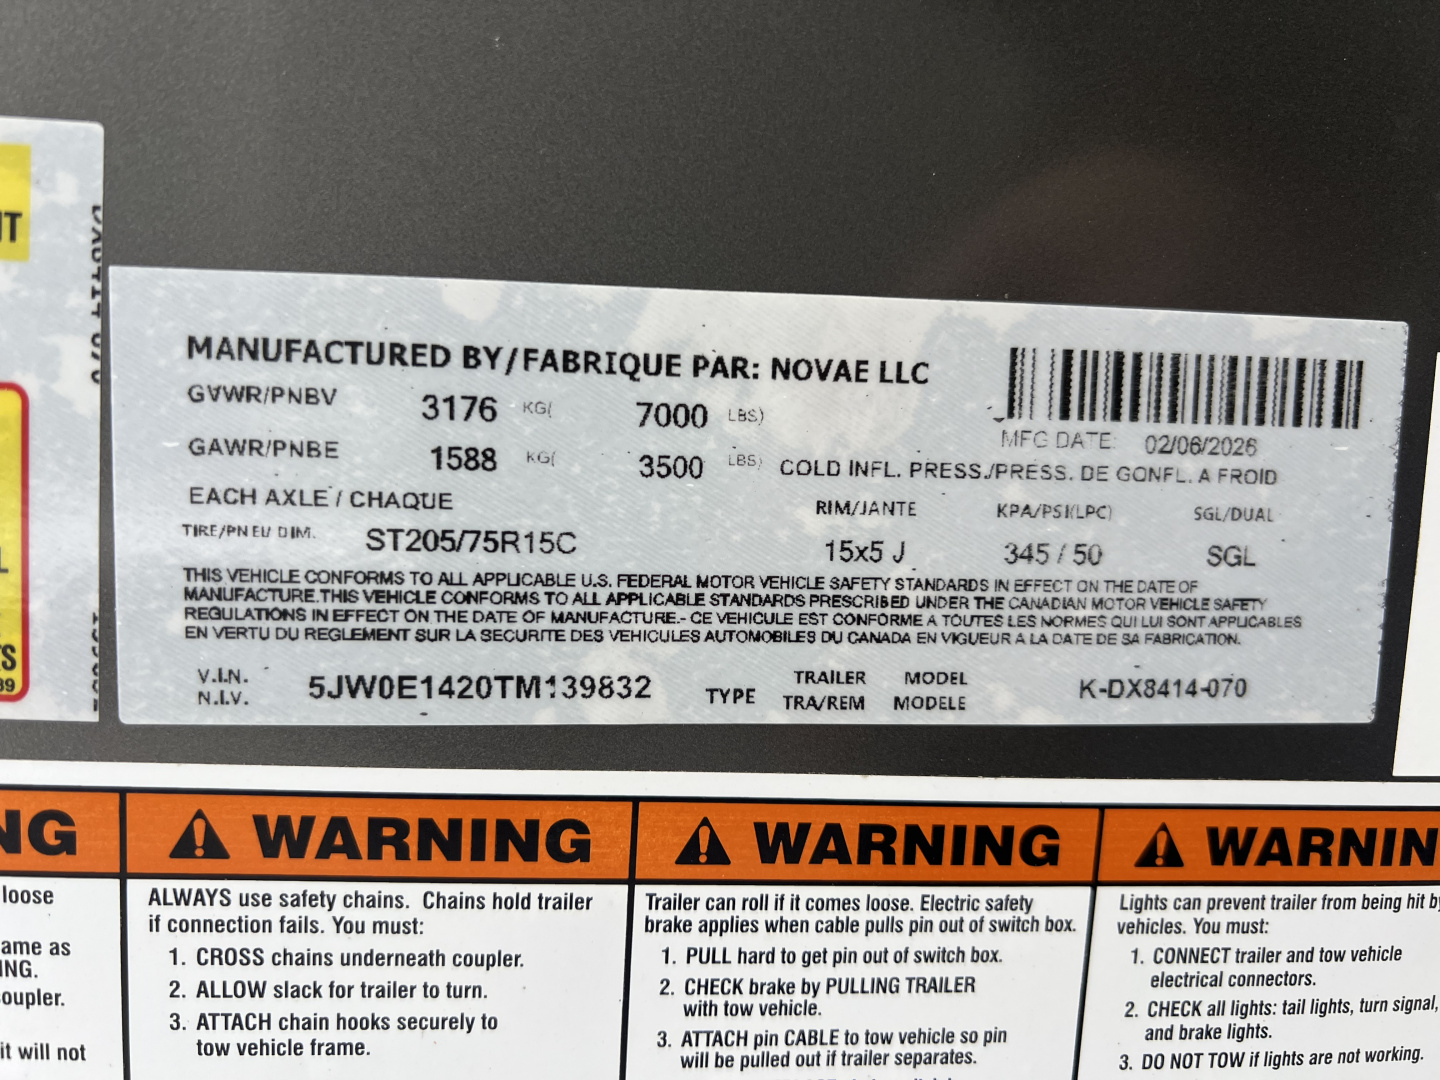 NT
MANUFACTURED BY/FABRIQUE PAR: NOVAE LLC
GVWR/PNBV 3176 KG( 7000 LBS)
MFG DATE: 02/06/2026
GAWR/PNBE 1588 KG( 3500 LBS) COLD INFL. PRESS./PRESS. DE GONFL. A FROID
EACH AXLE / CHAQUE RIM/JANTE KPA/PSI(LPC) SGL/DUAL
TIRE/PNEU DIM. ST205/75R15C 15x5 J 345 / 50 SGL
THIS VEHICLE CONFORMS TO ALL APPLICABLE U.S. FEDERAL MOTOR VEHICLE SAFETY STANDARDS IN EFFECT ON THE DATE OF
MANUFACTURE.THIS VEHICLE CONFORMS TO ALL APPLICABLE STANDARDS PRESCRIBED UNDER THE CANADIAN MOTOR VEHICLE SAFETY
REGULATIONS IN EFFECT ON THE DATE OF MANUFACTURE.- CE VEHICULE EST CONFORME A TOUTES LES NORMES QUI LUI SONT APPLICABLES
EN VERTU DU REGLEMENT SUR LA SECURITE DES VEHICULES AUTOMOBILES DU CANADA EN VIGUEUR A LA DATE DE SA FABRICATION.
V.I.N. 5JW0E1420TM139832 TYPE TRAILER MODEL K-DX8414-070
N.I.V. TRA/REM MODELE
L
S
89
NG
loose
ame as
ING.
oupler.
it will not
WARNING
ALWAYS use safety chains. Chains hold trailer
if connection fails. You must:
1. CROSS chains underneath coupler.
2. ALLOW slack for trailer to turn.
3. ATTACH chain hooks securely to
tow vehicle frame.
WARNING
Trailer can roll if it comes loose. Electric safety
brake applies when cable pulls pin out of switch box.
1. PULL hard to get pin out of switch box.
2. CHECK brake by PULLING TRAILER
with tow vehicle.
3. ATTACH pin CABLE to tow vehicle so pin
will be pulled out if trailer separates.
WARNIN
Lights can prevent trailer from being hit by
vehicles. You must:
1. CONNECT trailer and tow vehicle
electrical connectors.
2. CHECK all lights: tail lights, turn signal,
and brake lights.
3. DO NOT TOW if lights are not working.